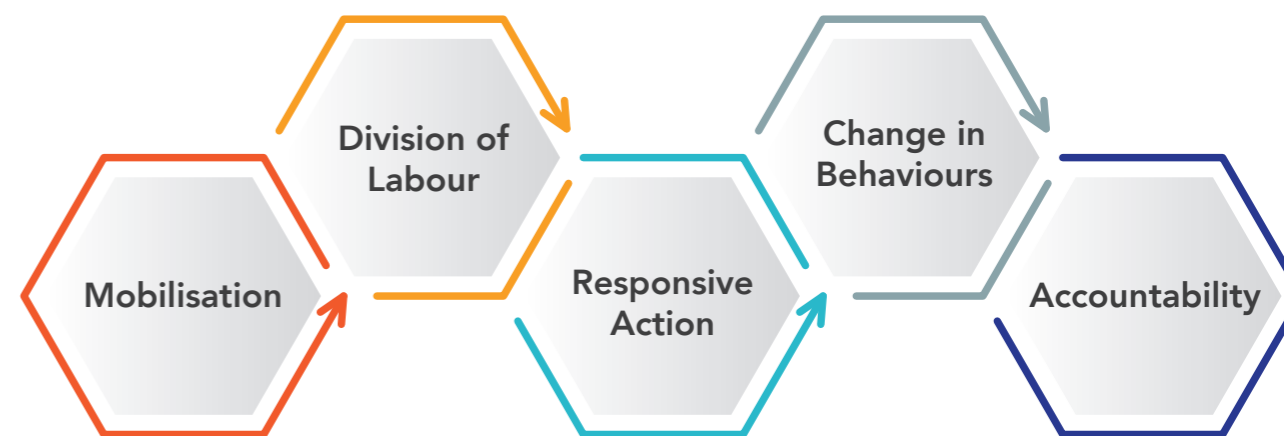 Mobilisation
Division of
Labour
Responsive
Action
Change in
Behaviours
Accountability